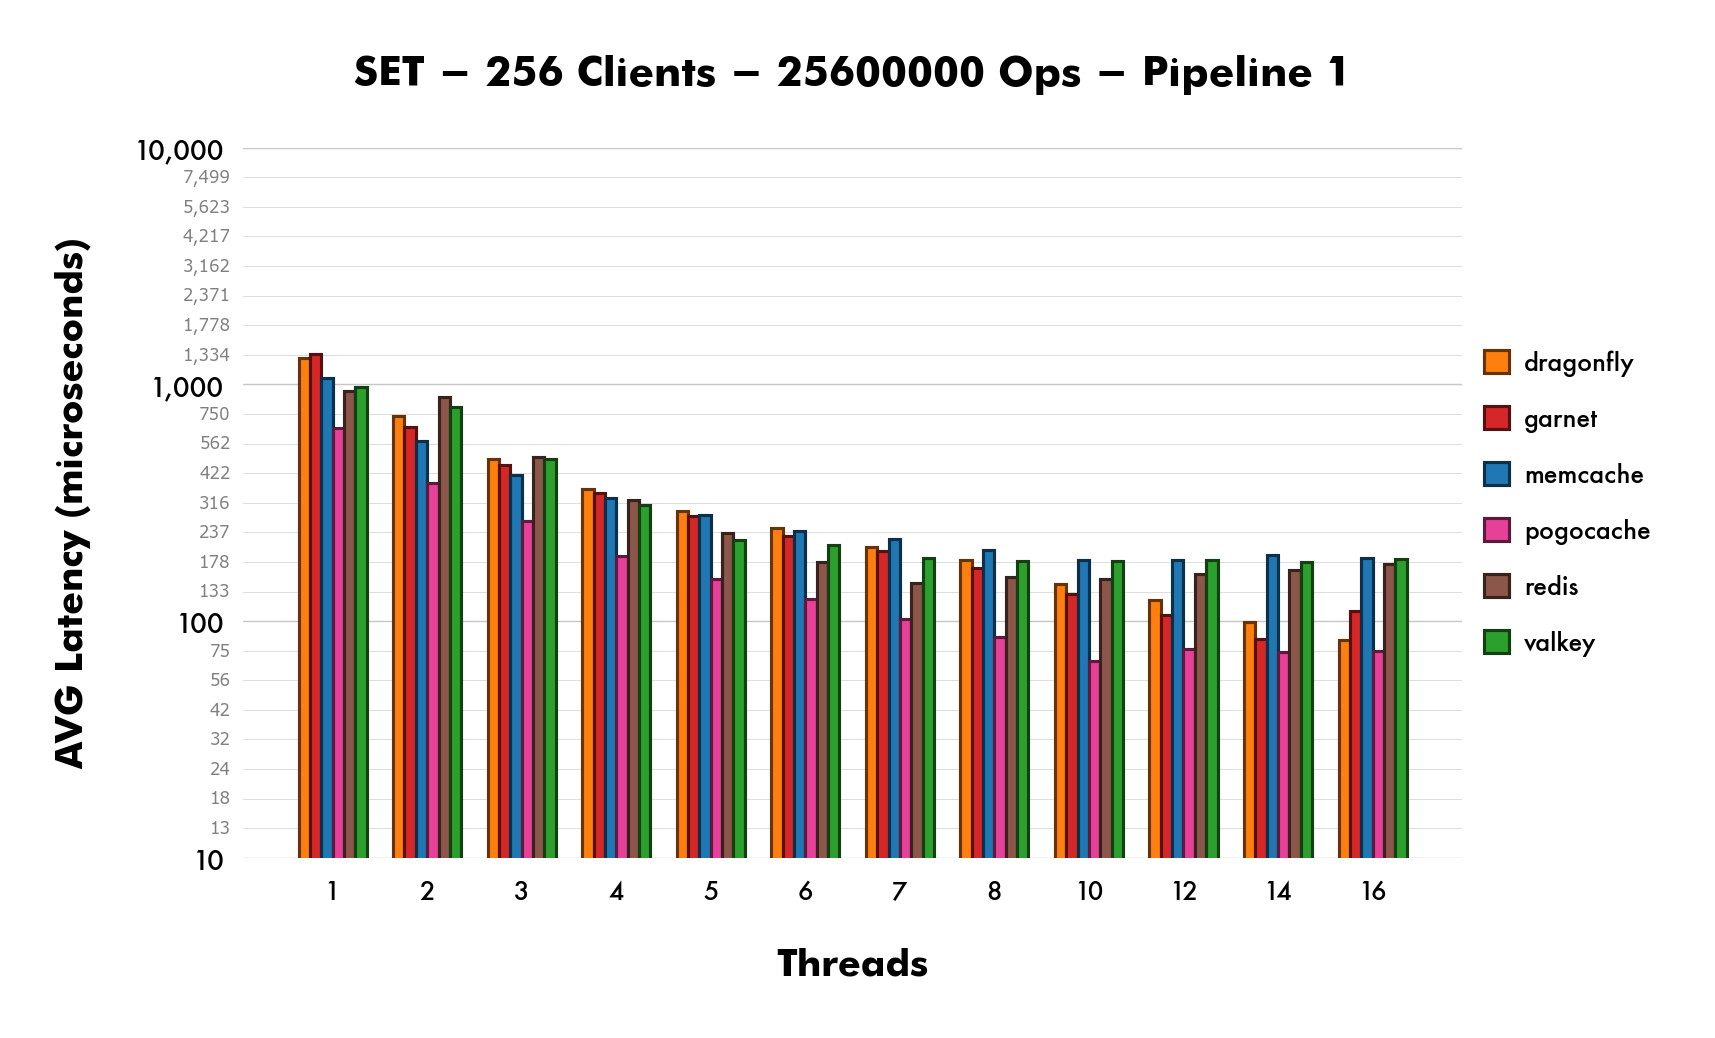 SET – 256 Clients – 25600000 Ops – Pipeline 1
AVG Latency (microseconds)
10,000
7,499
5,623
4,217
3,162
2,371
1,778
1,334
1,000
750
562
422
316
237
178
133
100
75
56
42
32
24
18
13
10
dragonfly
garnet
memcache
pogocache
redis
valkey
1 2 3 4 5 6 7 8 10 12 14 16
Threads